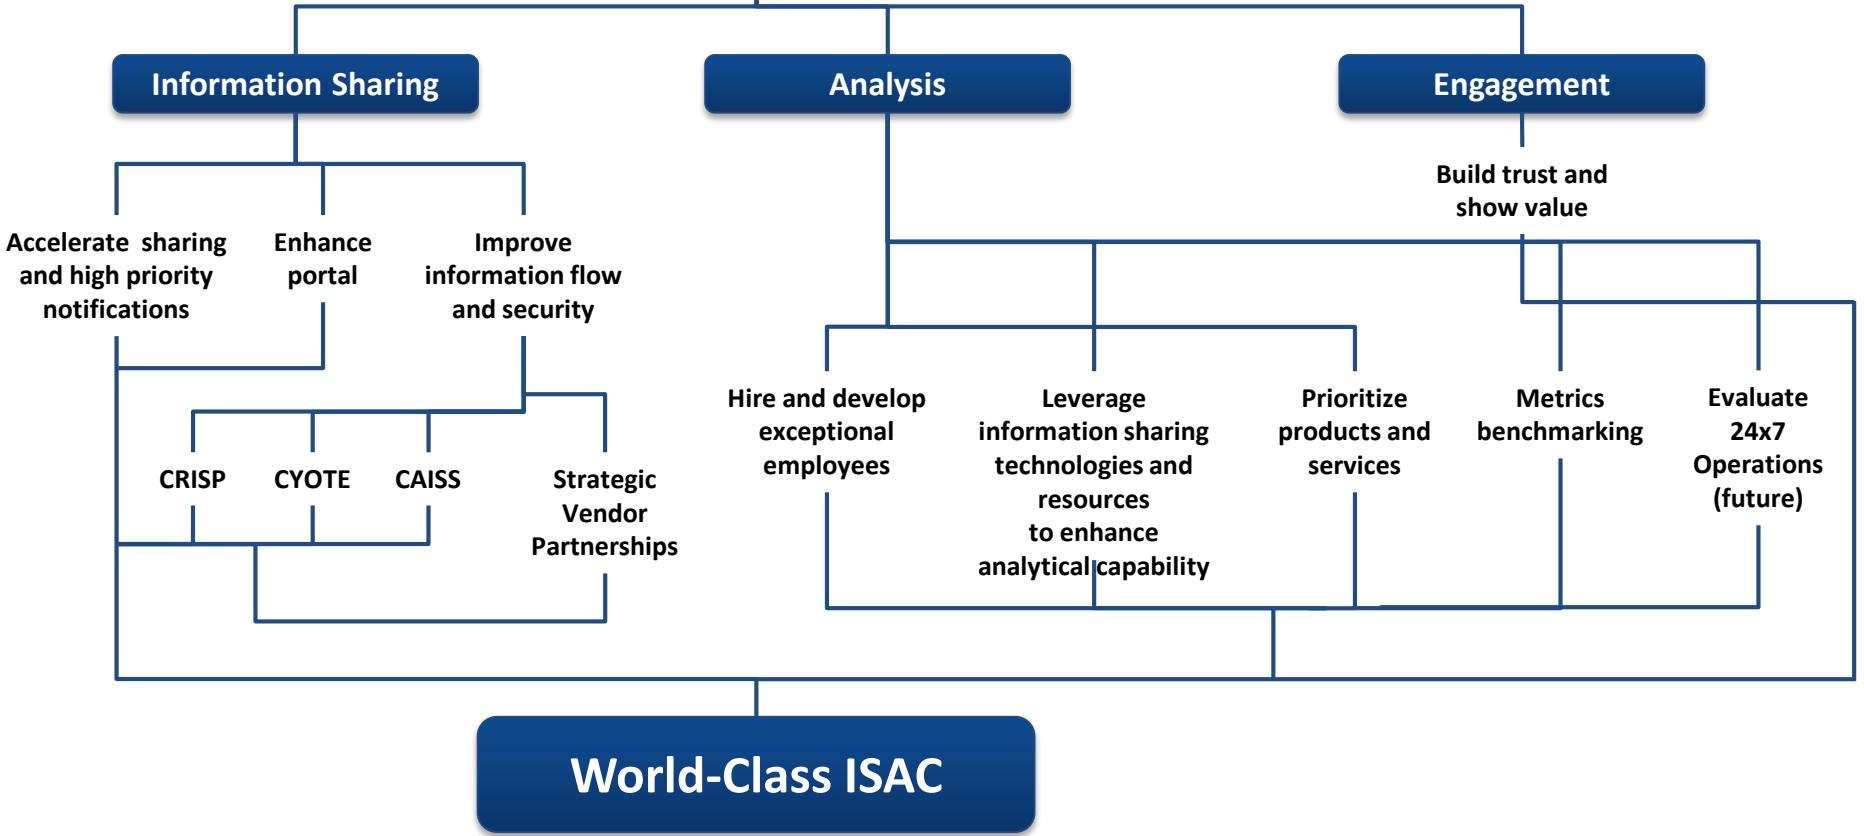 Information Sharing
Analysis
Engagement
Build trust and
show value
Accelerate sharing
and high priority
notifications
Enhance
portal
Improve
information flow
and security
Hire and develop
exceptional
employees
Leverage
information sharing
technologies and
resources
to enhance
analytical capability
Prioritize
products and
services
Metrics
benchmarking
Evaluate
24x7
Operations
(future)
CRISP
CYOTE
CAISS
Strategic
Vendor
Partnerships
World-Class ISAC